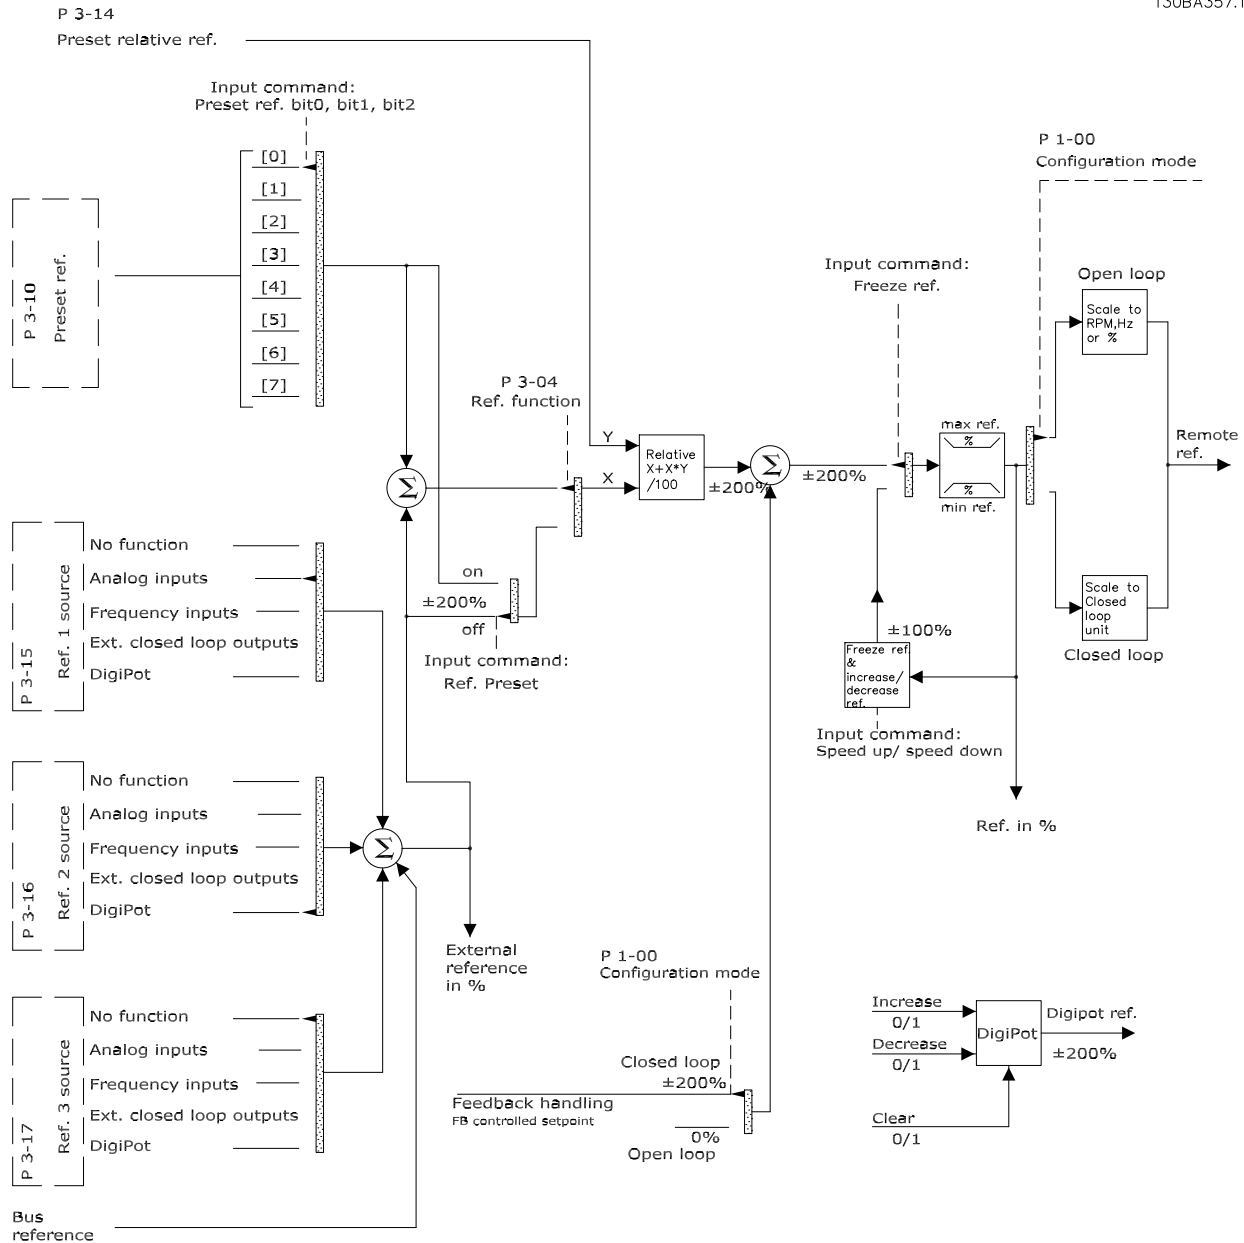 P 3-14
Preset relative ref.
Input command:
Preset ref. bit0, bit1, bit2
[0]
[1]
[2]
[3]
[4]
[5]
[6]
[7]
P 3-10
Preset ref.
P 1-00
Configuration mode
Input command:
Freeze ref.
Open loop
Scale to
RPM,Hz
or %
P 3-04
Ref. function
Y
X
Relative
X+X*Y
/100
±200%
Σ
±200%
max ref.
%
%
min ref.
Remote
ref.
Σ
on
±200%
off
Input command:
Ref. Preset
P 3-15
Ref. 1 source
No function
Analog inputs
Frequency inputs
Ext. closed loop outputs
DigiPot
±100%
Freeze ref.
&
increase/
decrease
ref.
Input command:
Speed up/ speed down
Scale to
Closed
loop
unit
Closed loop
Ref. in %
P 3-16
Ref. 2 source
No function
Analog inputs
Frequency inputs
Ext. closed loop outputs
DigiPot
Σ
External
reference
in %
P 3-17
Ref. 3 source
No function
Analog inputs
Frequency inputs
Ext. closed loop outputs
DigiPot
P 1-00
Configuration mode
Closed loop
±200%
Feedback handling
FB controlled setpoint
0%
Open loop
Increase
0/1
Decrease
0/1
Clear
0/1
DigiPot
Digipot ref.
±200%
Bus
reference